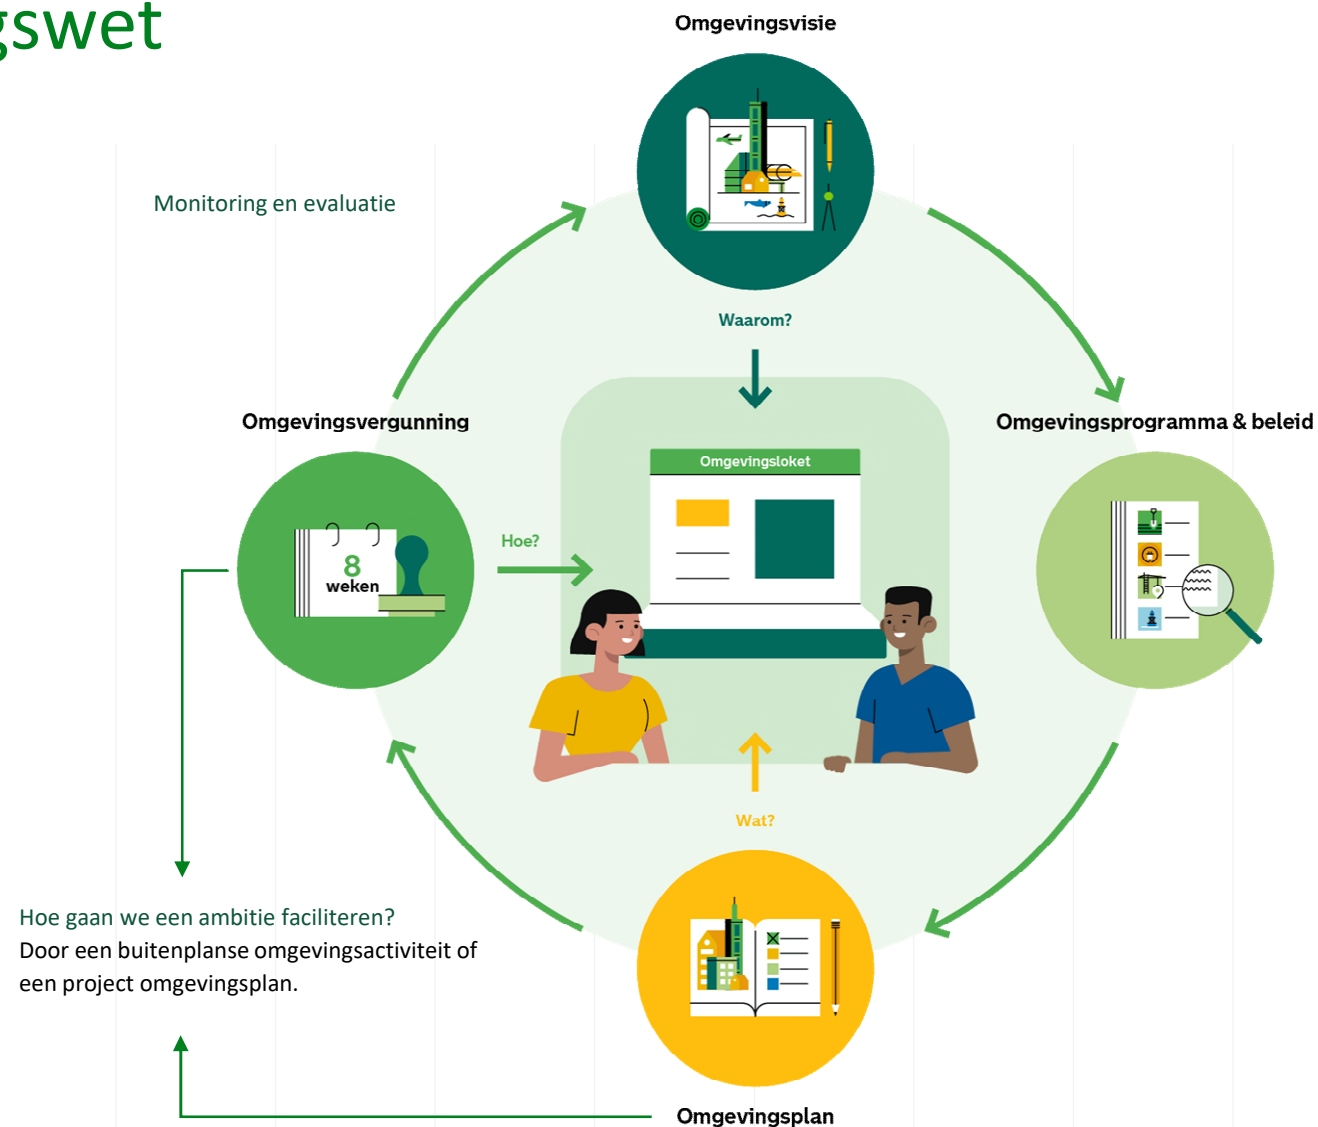 gswet
Omgevingsvisie
Monitoring en evaluatie
Waarom?
Omgevingsvergunning
Omgevingsprogramma & beleid
Omgevingsloket
Hoe?
8
weken
Wat?
Hoe gaan we een ambitie faciliteren?
Door een buitenplanse omgevingsactiviteit of
een project omgevingsplan.
Omgevingsplan